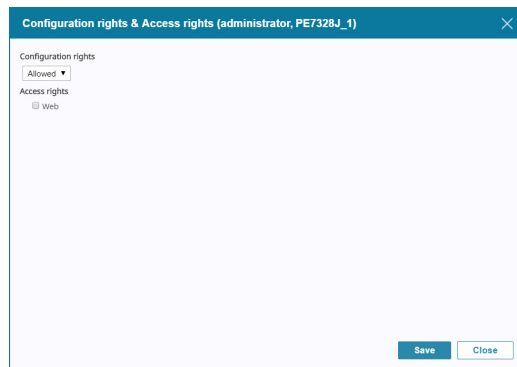 Configuration rights & Access rights (administrator, PE7328J_1)
Configuration rights
Allowed
Access rights
Web
Save Close